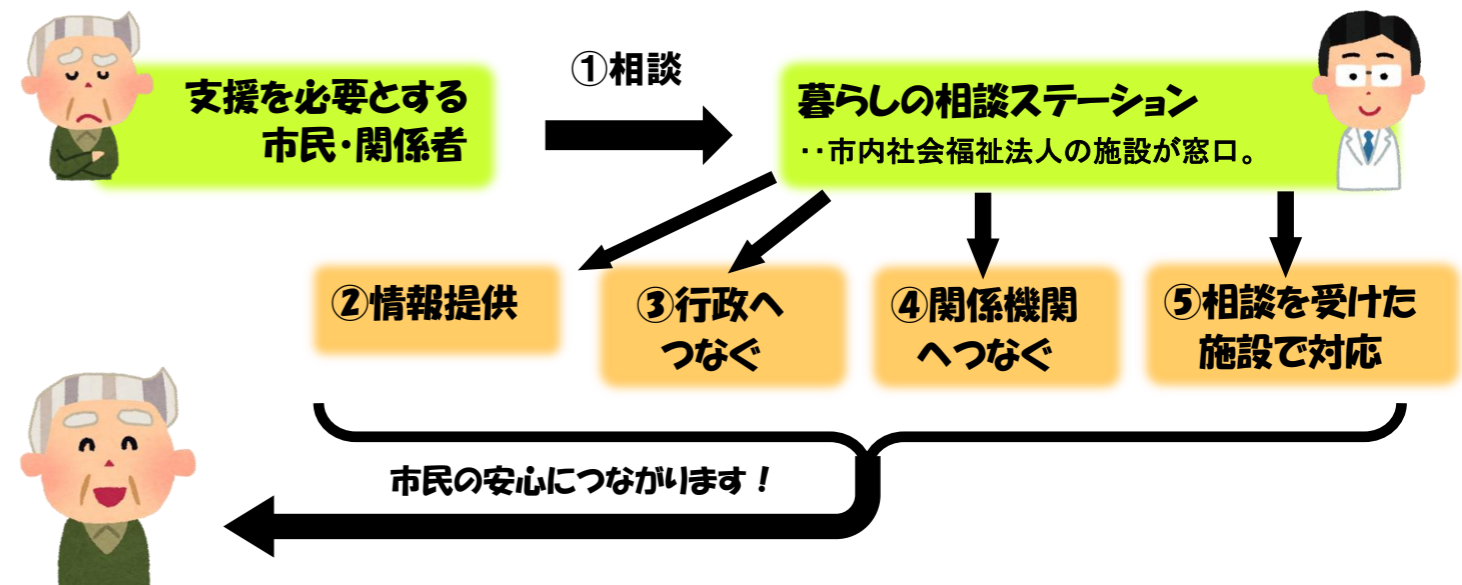 支援を必要とする
市民・関係者
①相談
暮らしの相談ステーション
‥市内社会福祉法人の施設が窓口。
②情報提供
③行政へ
つなぐ
④関係機関
へつなぐ
⑤相談を受けた
施設で対応
市民の安心につながります！